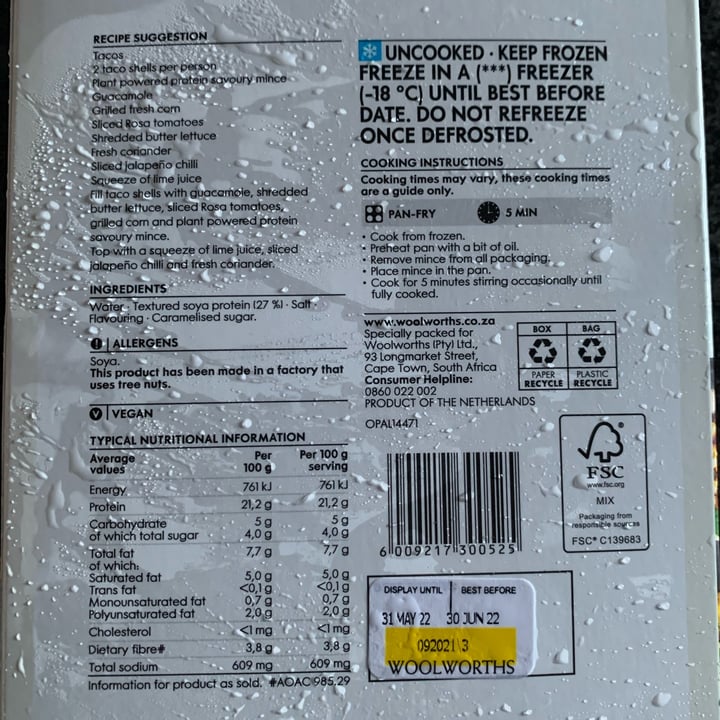 RECIPE SUGGESTION
Tacos
2 taco shells per person
Plant powered protein savoury mince
Guacamole
Grilled fresh corn
Sliced Rosa tomatoes
Shredded butter lettuce
Fresh coriander
Sliced jalapeño chilli
Squeeze of lime juice
Fill taco shells with guacamole, shredded
butter lettuce, sliced Rosa tomatoes,
grilled corn and plant powered protein
savoury mince.
Top with a squeeze of lime juice, sliced
jalapeño chilli and fresh coriander.
INGREDIENTS
Water · Textured soya protein (27 %) · Salt ·
Flavouring · Caramelised sugar.
! | ALLERGENS
Soya.
This product has been made in a factory that
uses tree nuts.
V | VEGAN
TYPICAL NUTRITIONAL INFORMATION
Average values Per 100 g Per 100 g serving
Energy 761 kJ 761 kJ
Protein 21,2 g 21,2 g
Carbohydrate 5 g 5 g
of which total sugar 4,0 g 4,0 g
Total fat 7,7 g 7,7 g
of which:
Saturated fat 5,0 g 5,0 g
Trans fat <0,1 g <0,1 g
Monounsaturated fat 0,7 g 0,7 g
Polyunsaturated fat 2,0 g 2,0 g
Cholesterol <1 mg <1 mg
Dietary fibre# 3,8 g 3,8 g
Total sodium 609 mg 609 mg
Information for product as sold. #AOAC 985.29
UNCOOKED · KEEP FROZEN
FREEZE IN A (***) FREEZER
(-18 °C) UNTIL BEST BEFORE
DATE. DO NOT REFREEZE
ONCE DEFROSTED.
COOKING INSTRUCTIONS
Cooking times may vary, these cooking times
are a guide only.
PAN-FRY 5 MIN
• Cook from frozen.
• Preheat pan with a bit of oil.
• Remove mince from all packaging.
• Place mince in the pan.
• Cook for 5 minutes stirring occasionally until
fully cooked.
www.woolworths.co.za
Specially packed for
Woolworths (Pty) Ltd.,
93 Longmarket Street,
Cape Town, South Africa
Consumer Helpline:
0860 022 002
PRODUCT OF THE NETHERLANDS
OPAL14471
BOX BAG
PAPER PLASTIC
RECYCLE RECYCLE
FSC
www.fsc.org
MIX
Packaging from
responsible sources
FSC® C139683
6 009217 300525
DISPLAY UNTIL BEST BEFORE
31 MAY 22 30 JUN 22
092021\3
WOOLWORTHS